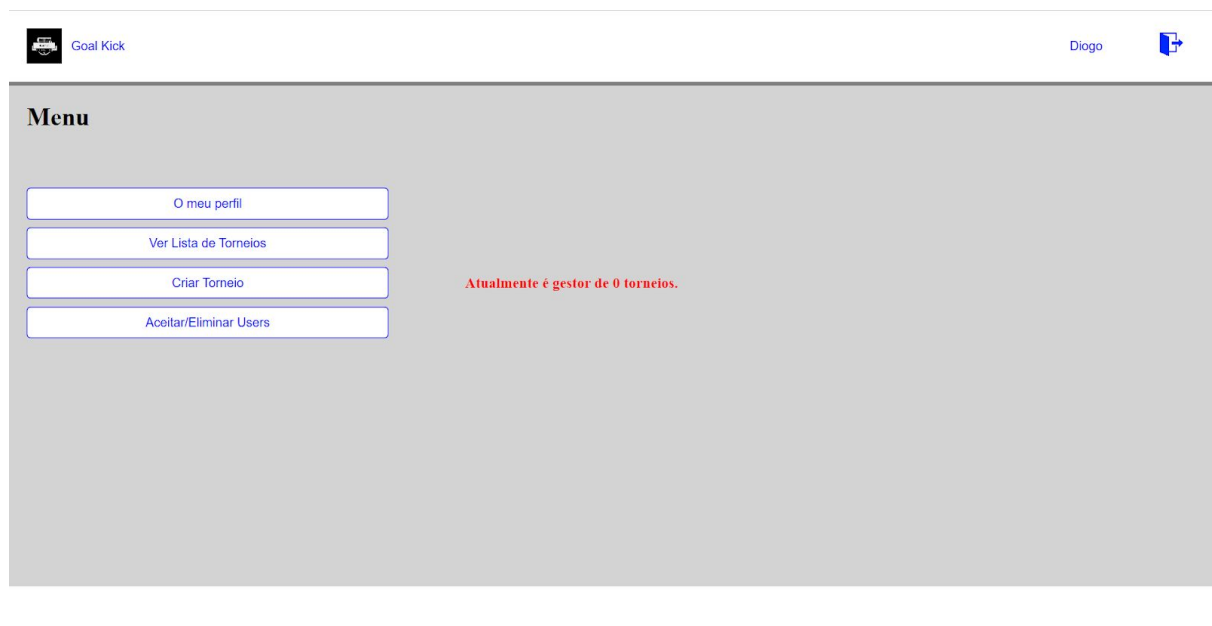 Goal Kick
Diogo
Menu
O meu perfil
Ver Lista de Torneios
Criar Torneio
Atualmente é gestor de 0 torneios.
Aceitar/Eliminar Users